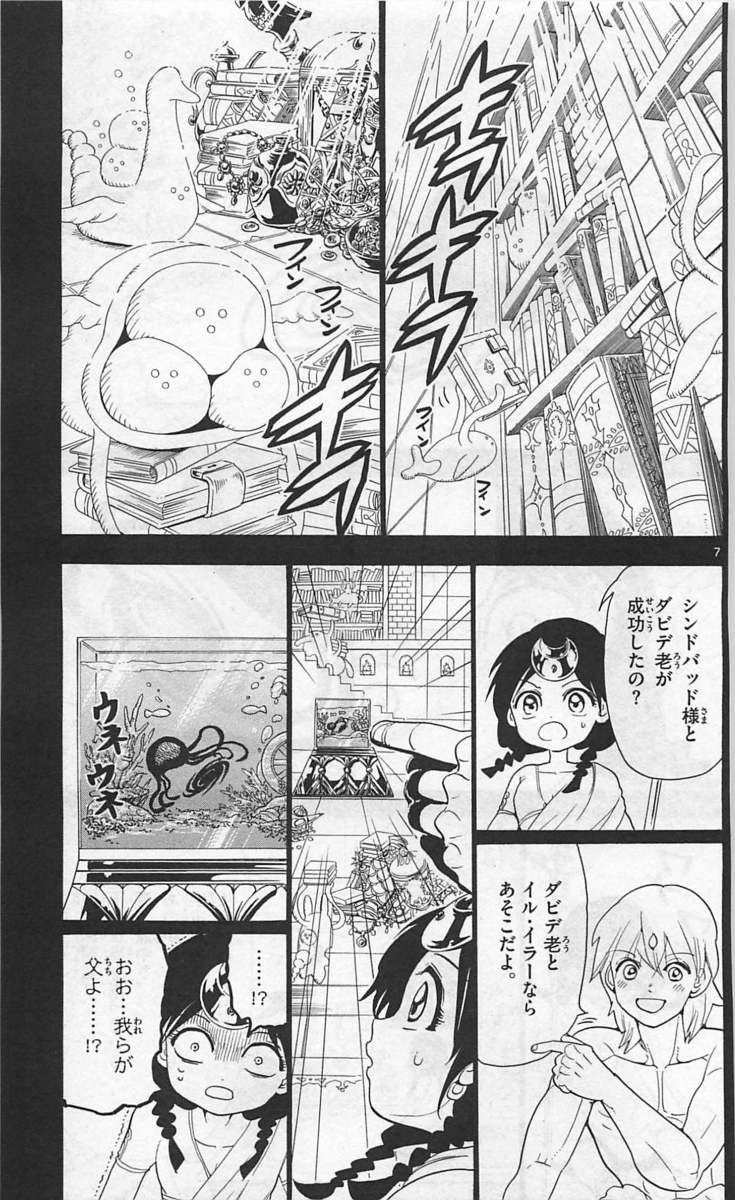 キラキラ
フィン
フィン
フィン
フィン
キラ
7
シンドバッド様と
ダビデ老が
成功したの?
ダビデ老と
イル・イラーなら
あそこだよ。
ウネウネ
……!?
おお…我らが
父よ……!?